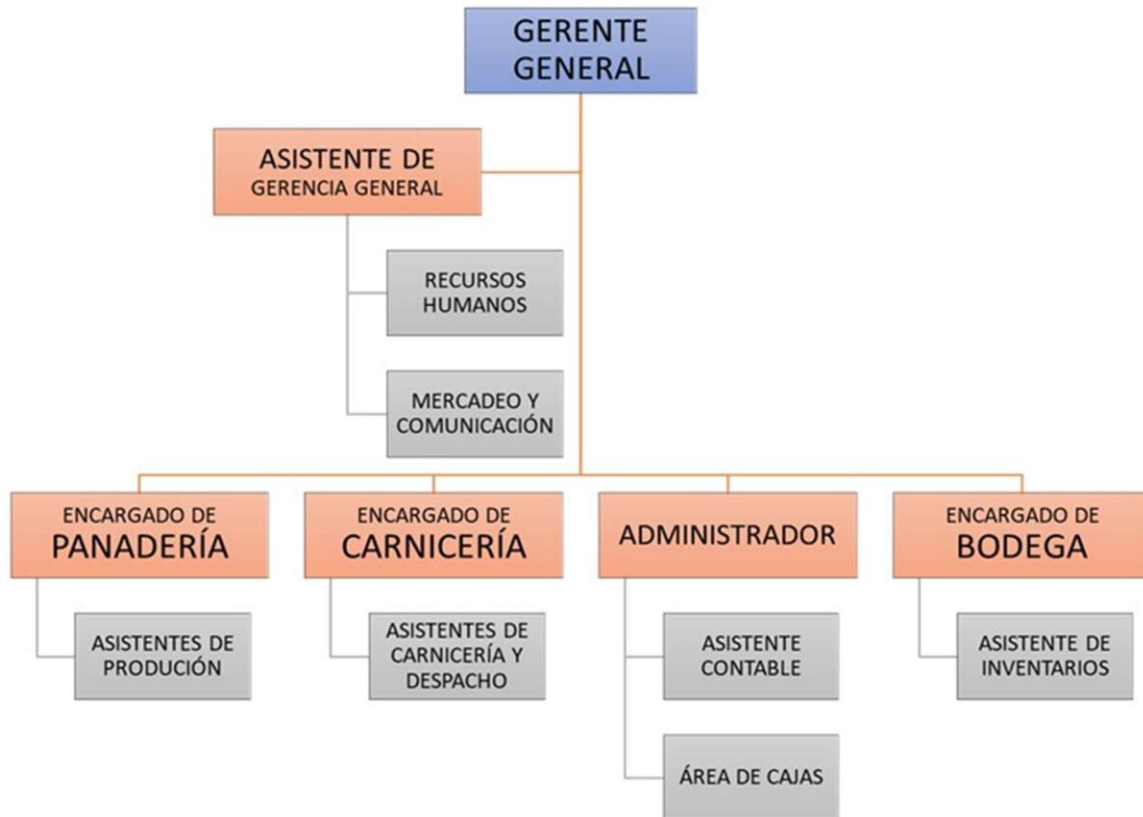 GERENTE
GENERAL
ASISTENTE DE
GERENCIA GENERAL
RECURSOS
HUMANOS
MERCADEO Y
COMUNICACIÓN
ENCARGADO DE
PANADERÍA
ENCARGADO DE
CARNICERÍA
ADMINISTRADOR
ENCARGADO DE
BODEGA
ASISTENTES DE
PRODUCIÓN
ASISTENTES DE
CARNICERÍA Y
DESPACHO
ASISTENTE
CONTABLE
ASISTENTE DE
INVENTARIOS
ÁREA DE CAJAS